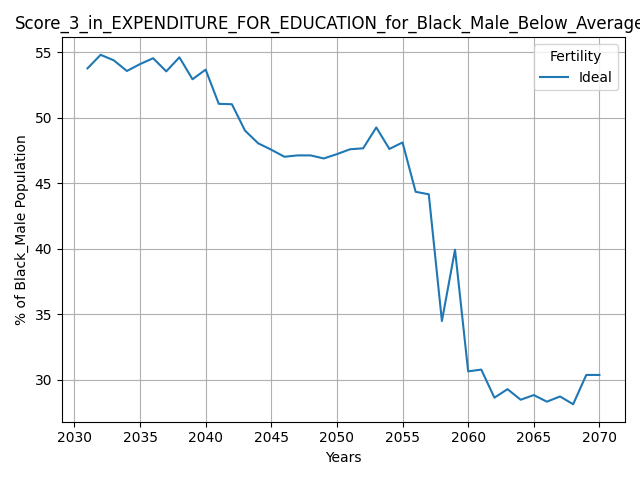 Score_3_in_EXPENDITURE_FOR_EDUCATION_for_Black_Male_Below_Average
Fertility
Ideal
% of Black_Male Population
55
50
45
40
35
30
2030 2035 2040 2045 2050 2055 2060 2065 2070
Years